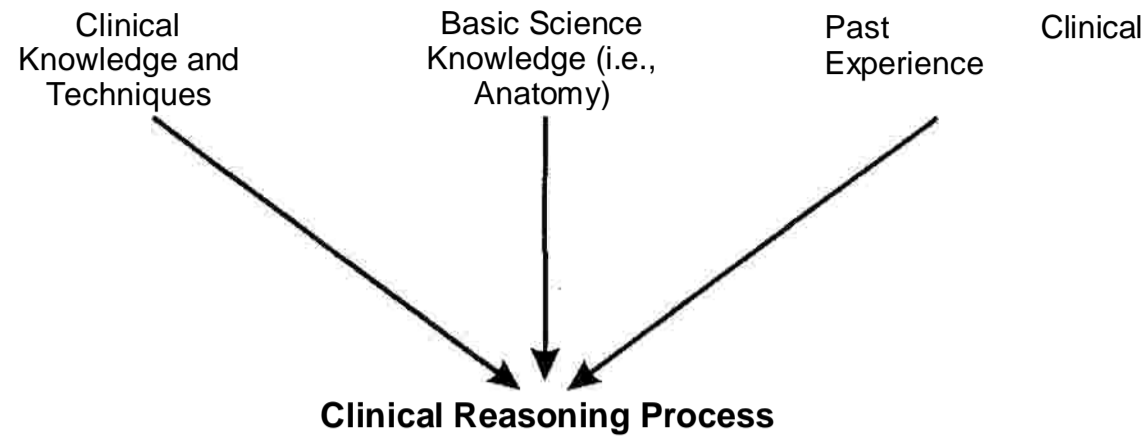 Clinical
Knowledge and
Techniques
Basic Science
Knowledge (i.e.,
Anatomy)
Past Clinical
Experience
Clinical Reasoning Process